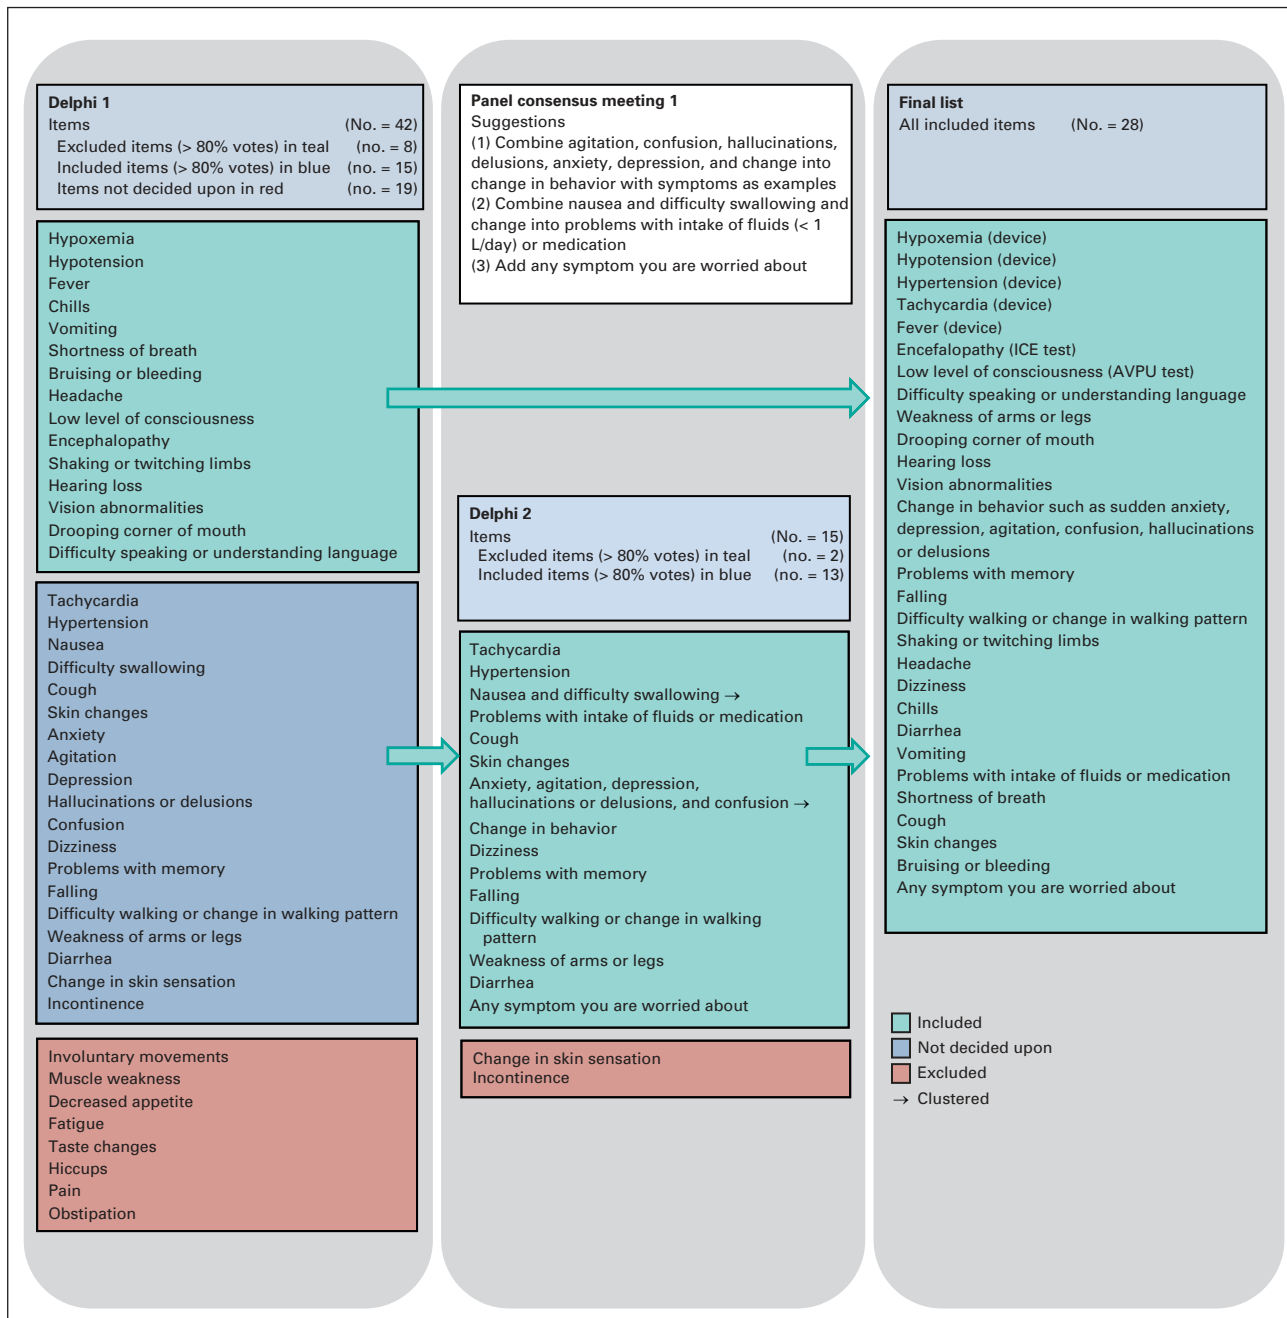 Delphi 1
Items (No. = 42)
Excluded items (> 80% votes) in teal (no. = 8)
Included items (> 80% votes) in blue (no. = 15)
Items not decided upon in red (no. = 19)
Hypoxemia
Hypotension
Fever
Chills
Vomiting
Shortness of breath
Bruising or bleeding
Headache
Low level of consciousness
Encephalopathy
Shaking or twitching limbs
Hearing loss
Vision abnormalities
Drooping corner of mouth
Difficulty speaking or understanding language
Tachycardia
Hypertension
Nausea
Difficulty swallowing
Cough
Skin changes
Anxiety
Agitation
Depression
Hallucinations or delusions
Confusion
Dizziness
Problems with memory
Falling
Difficulty walking or change in walking pattern
Weakness of arms or legs
Diarrhea
Change in skin sensation
Incontinence
Involuntary movements
Muscle weakness
Decreased appetite
Fatigue
Taste changes
Hiccups
Pain
Obstipation
Panel consensus meeting 1
Suggestions
(1) Combine agitation, confusion, hallucinations,
delusions, anxiety, depression, and change into
change in behavior with symptoms as examples
(2) Combine nausea and difficulty swallowing and
change into problems with intake of fluids (< 1
L/day) or medication
(3) Add any symptom you are worried about
Delphi 2
Items (No. = 15)
Excluded items (> 80% votes) in teal (no. = 2)
Included items (> 80% votes) in blue (no. = 13)
Tachycardia
Hypertension
Nausea and difficulty swallowing →
Problems with intake of fluids or medication
Cough
Skin changes
Anxiety, agitation, depression,
hallucinations or delusions, and confusion →
Change in behavior
Dizziness
Problems with memory
Falling
Difficulty walking or change in walking
pattern
Weakness of arms or legs
Diarrhea
Any symptom you are worried about
Change in skin sensation
Incontinence
Final list
All included items (No. = 28)
Hypoxemia (device)
Hypotension (device)
Hypertension (device)
Tachycardia (device)
Fever (device)
Encefalopathy (ICE test)
Low level of consciousness (AVPU test)
Difficulty speaking or understanding language
Weakness of arms or legs
Drooping corner of mouth
Hearing loss
Vision abnormalities
Change in behavior such as sudden anxiety,
depression, agitation, confusion, hallucinations
or delusions
Problems with memory
Falling
Difficulty walking or change in walking pattern
Shaking or twitching limbs
Headache
Dizziness
Chills
Diarrhea
Vomiting
Problems with intake of fluids or medication
Shortness of breath
Cough
Skin changes
Bruising or bleeding
Any symptom you are worried about
Included
Not decided upon
Excluded
→ Clustered